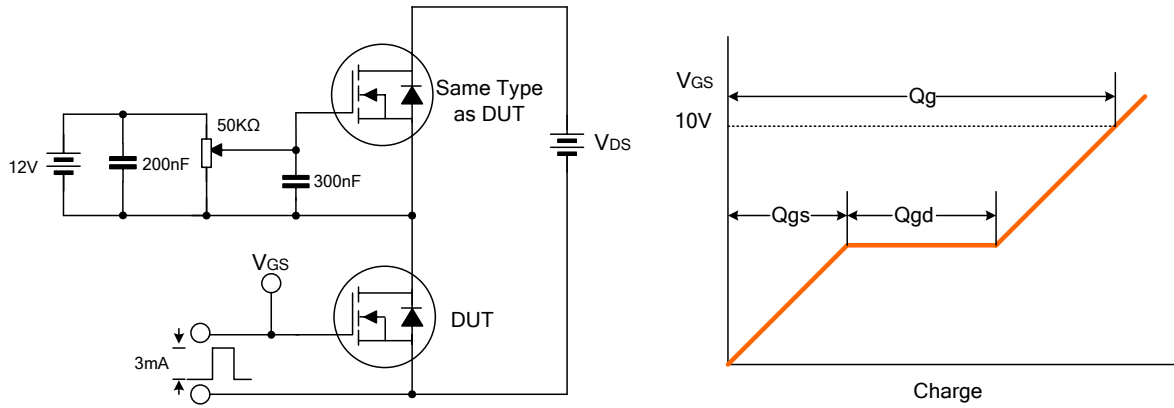 Same Type
as DUT
50KΩ
12V
200nF
300nF
VDS
VGS
DUT
3mA
VGS
10V
Qg
Qgs
Qgd
Charge